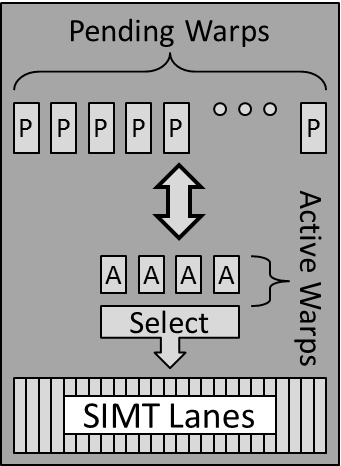 Pending Warps
P P P P P P
A A A A
Active Warps
Select
SIMT Lanes